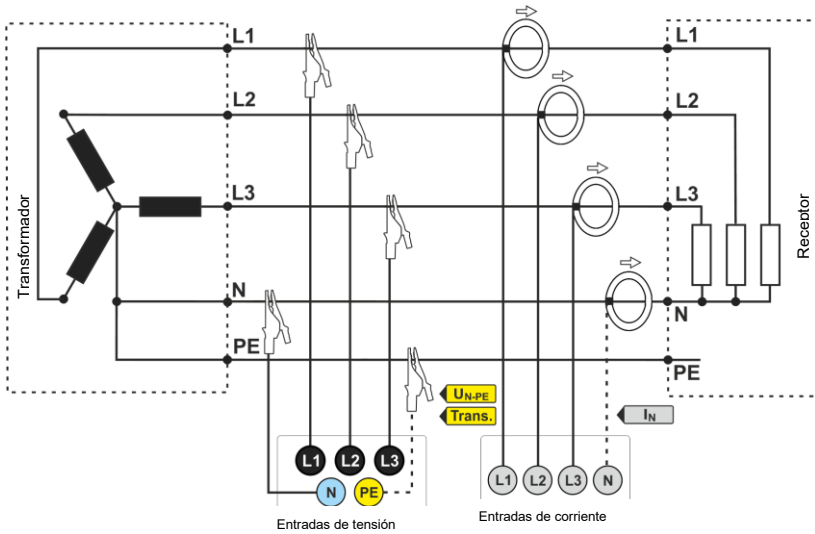 L1
L1
L2
L2
L3
L3
Transformador
Receptor
N
N
PE
PE
UN-PE
Trans.
IN
L1
L2
L3
N
PE
L1
L2
L3
N
Entradas de tensión
Entradas de corriente